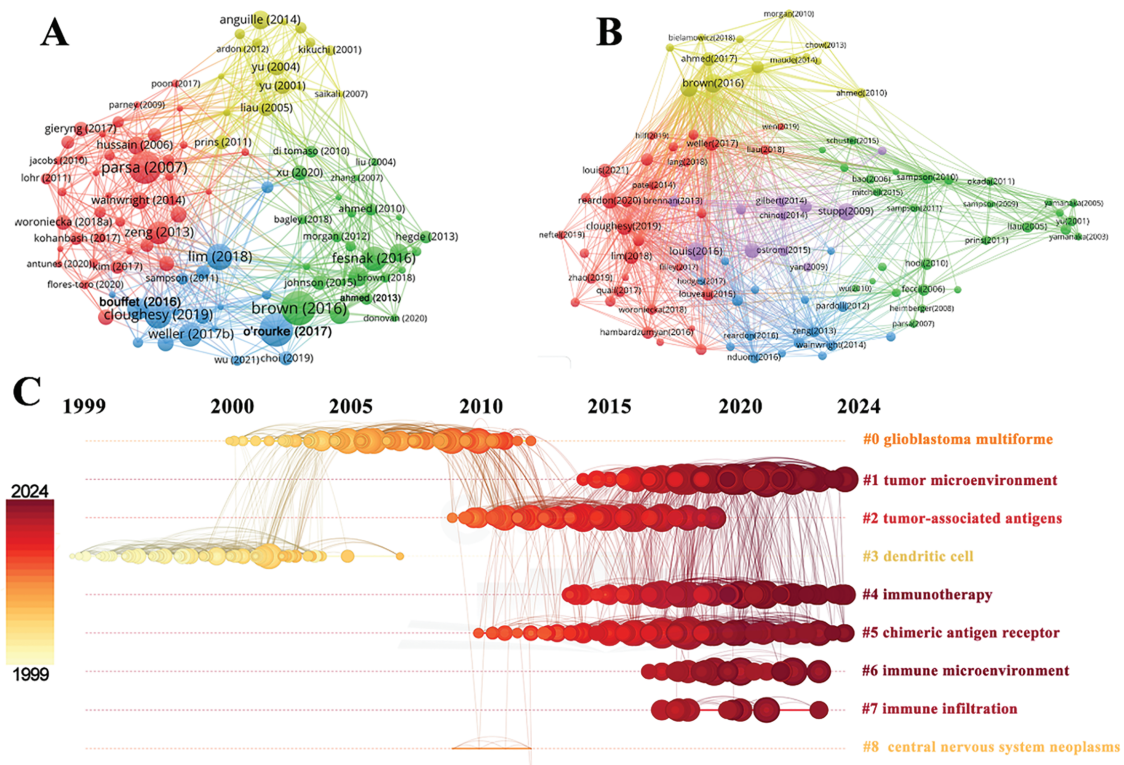 A
anguille (2014)
ardon (2012)
kikuchi (2001)
yu (2004)
poon (2017)
yu (2001)
saikali (2007)
parney (2009)
liau (2005)
gieryng (2017)
hussain (2006)
prins (2011)
di tomaso (2010)
jacobs (2010)
parsa (2007)
liu (2004)
lohr (2011)
xu (2020)
zhang (2007)
wainwright (2014)
ahmed (2010)
woroniecka (2018a)
bagley (2018)
zeng (2013)
kohanbash (2017)
morgan (2012)
hegde (2013)
lim (2018)
fesnak (2016)
antunes (2020)
kim (2017)
sampson (2011)
brown (2018)
flores-toro (2020)
johnson (2015)
bouffet (2016)
ahmed (2013)
cloughesy (2019)
brown (2016)
donovan (2020)
weller (2017b)
o'rourke (2017)
wu (2021)
choi (2019)
B
morgan(2010)
bielamowicz(2018)
chow(2013)
ahmed(2017)
maude(2014)
brown(2016)
ahmed(2010)
wen(2019)
hilf(2019)
weller(2017)
schuster(2015)
liau(2018)
lang(2018)
louis(2021)
bao(2006)
sampson(2010)
okada(2011)
patel(2014)
mitchell(2015)
reardon(2020)
brennan(2013)
gilbert(2014)
sampson(2009)
yamanaka(2005)
chinot(2014)
stupp(2009)
sampson(2011)
yu(2001)
cloughesy(2019)
liau(2005)
neftel(2019)
yamanaka(2003)
prins(2011)
louis(2016)
ostrom(2015)
lim(2018)
filley(2017)
yan(2009)
hodi(2010)
zhao(2019)
hodges(2017)
quail(2017)
louveau(2015)
wu(2010)
fecci(2006)
woroniecka(2018)
pardoll(2012)
heimberger(2008)
hambardzumyan(2016)
reardon(2016)
zeng(2013)
parsa(2007)
wainwright(2014)
nduom(2016)
C
1999 2000 2005 2010 2015 2020 2024
#0 glioblastoma multiforme
#1 tumor microenvironment
2024
#2 tumor-associated antigens
#3 dendritic cell
#4 immunotherapy
#5 chimeric antigen receptor
1999
#6 immune microenvironment
#7 immune infiltration
#8 central nervous system neoplasms